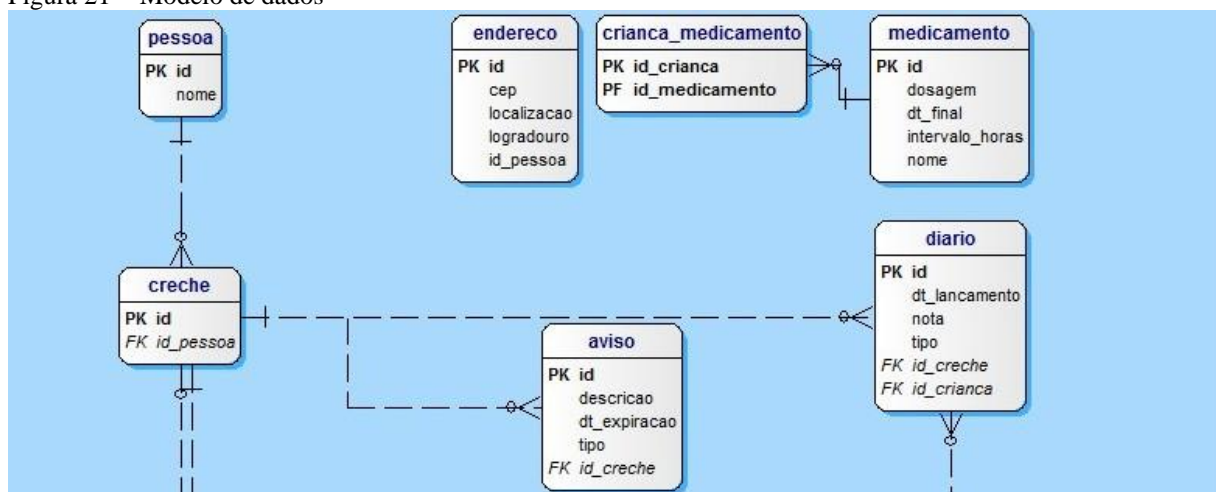 Figura 21 – Modelo de dados
pessoa
PK id
nome
endereco
PK id
cep
localizacao
logradouro
id_pessoa
crianca_medicamento
PK id_crianca
PF id_medicamento
medicamento
PK id
dosagem
dt_final
intervalo_horas
nome
creche
PK id
FK id_pessoa
aviso
PK id
descricao
dt_expiracao
tipo
FK id_creche
diario
PK id
dt_lancamento
nota
tipo
FK id_creche
FK id_crianca